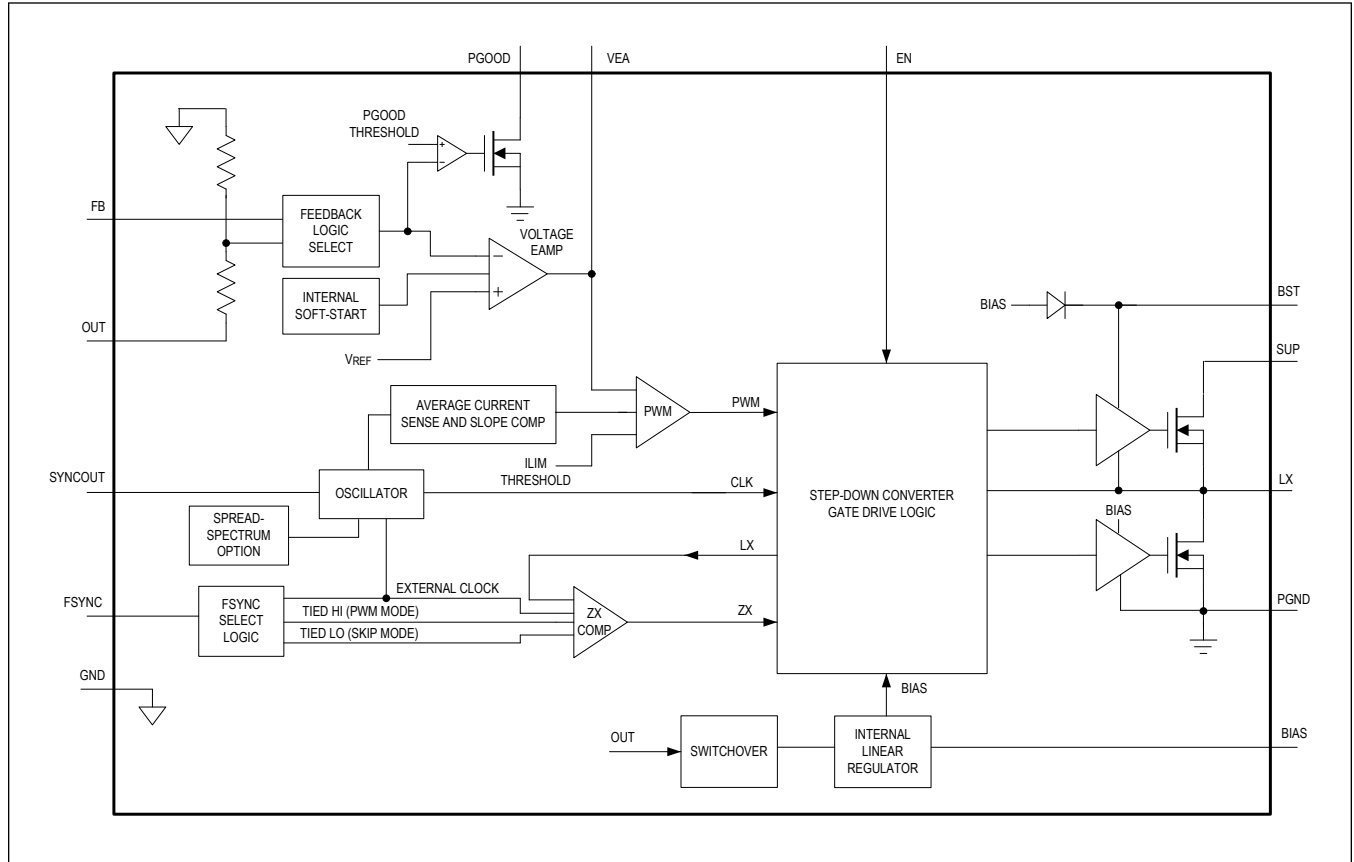 PGOOD
VEA
EN
PGOOD
THRESHOLD
+
−
FB
FEEDBACK
LOGIC
SELECT
VOLTAGE
EAMP
−
+
INTERNAL
SOFT-START
OUT
VREF
BIAS
BST
SUP
AVERAGE CURRENT
SENSE AND SLOPE COMP
PWM
PWM
ILIM
THRESHOLD
STEP-DOWN CONVERTER
GATE DRIVE LOGIC
SYNCOUT
OSCILLATOR
CLK
LX
BIAS
SPREAD-
SPECTRUM
OPTION
LX
FSYNC
FSYNC
SELECT
LOGIC
EXTERNAL CLOCK
TIED HI (PWM MODE)
TIED LO (SKIP MODE)
ZX
COMP
ZX
PGND
GND
BIAS
OUT
SWITCHOVER
INTERNAL
LINEAR
REGULATOR
BIAS